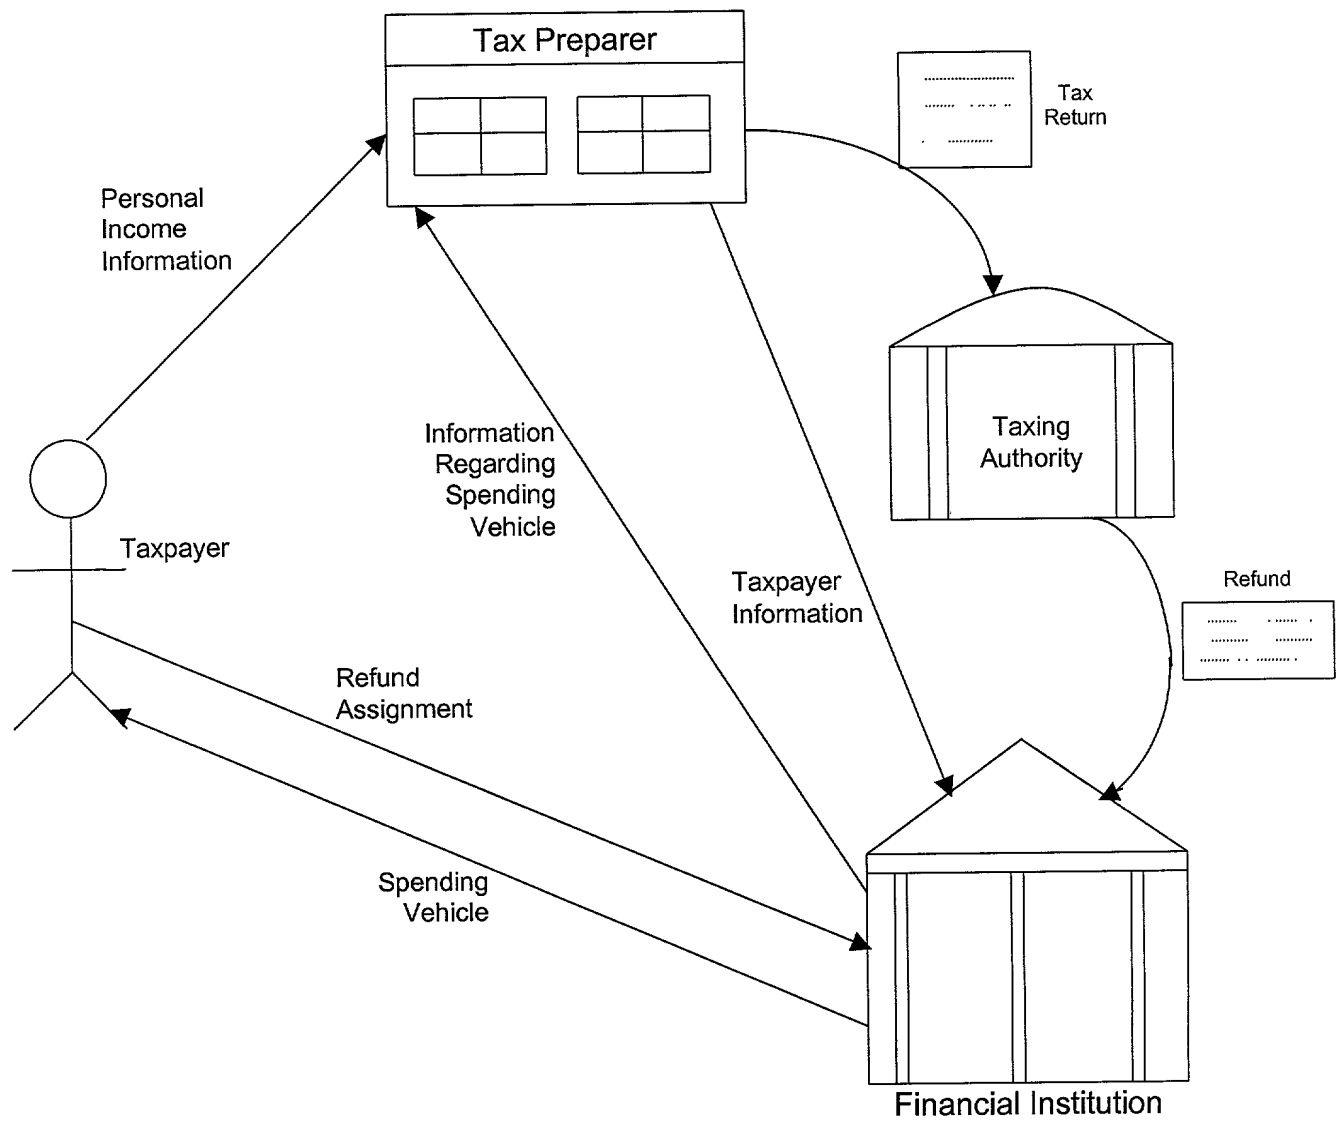 Tax Preparer
Tax
Return
Personal
Income
Information
Taxing
Authority
Information
Regarding
Spending
Vehicle
Taxpayer
Taxpayer
Information
Refund
Refund
Assignment
Spending
Vehicle
Financial Institution